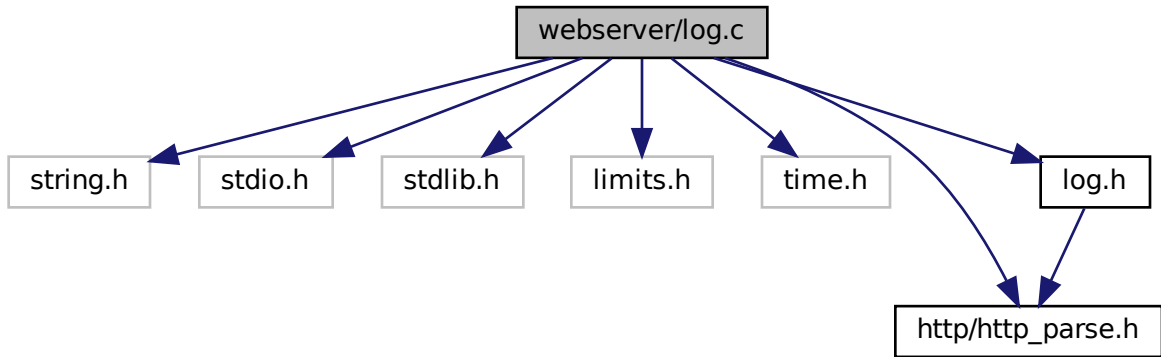 webserver/log.c
string.h
stdio.h
stdlib.h
limits.h
time.h
log.h
http/http_parse.h